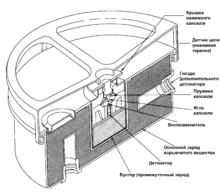 Крышка
нажимного
капсюля
Датчик цели
(нажимная
тарелка)
Гнездо
дополнительного
детонатора
Пружина
капсюля
Игла
капсюля
Воспламенитель
Основной заряд
взрывчатого вещества
Детонатор
Бустер (промежуточный заряд)